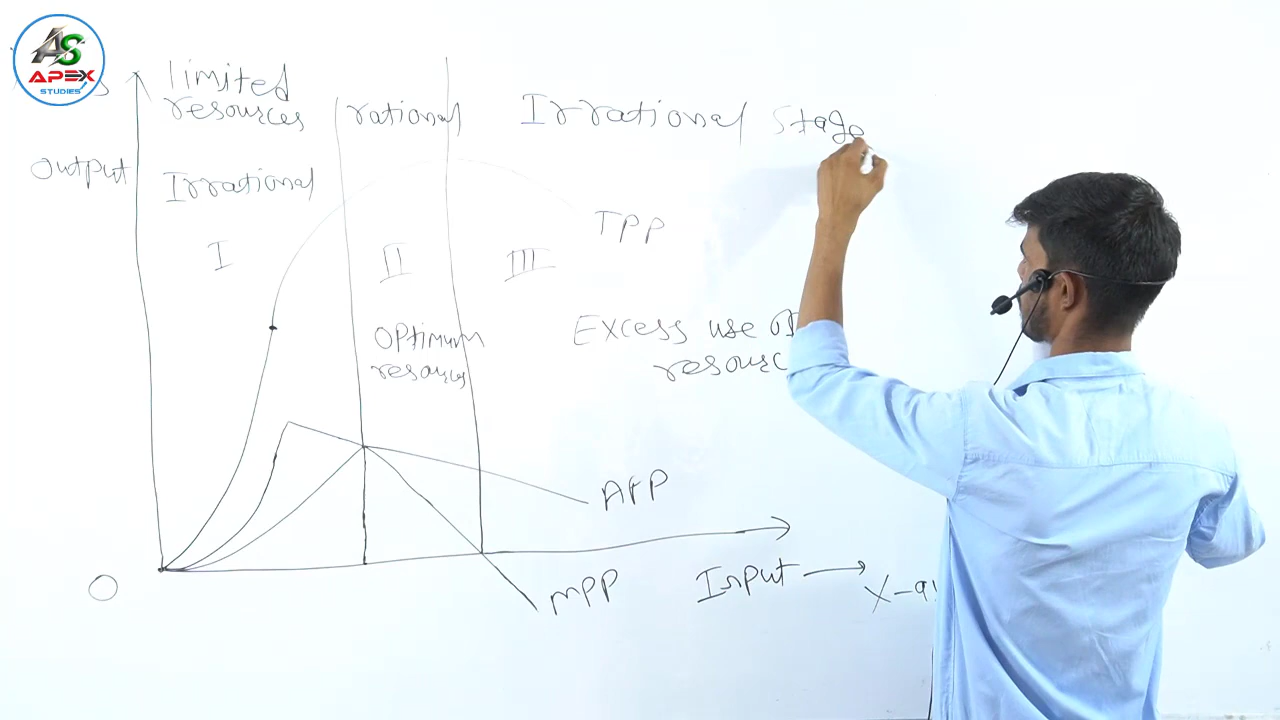 AS
APEX
STUDIES
limited
resources
rational
Irrational Stage
Output
Irrational
TPP
I
II
III
Optimum
resources
Excess use of
resourc
APP
O
MPP
Input
X-a